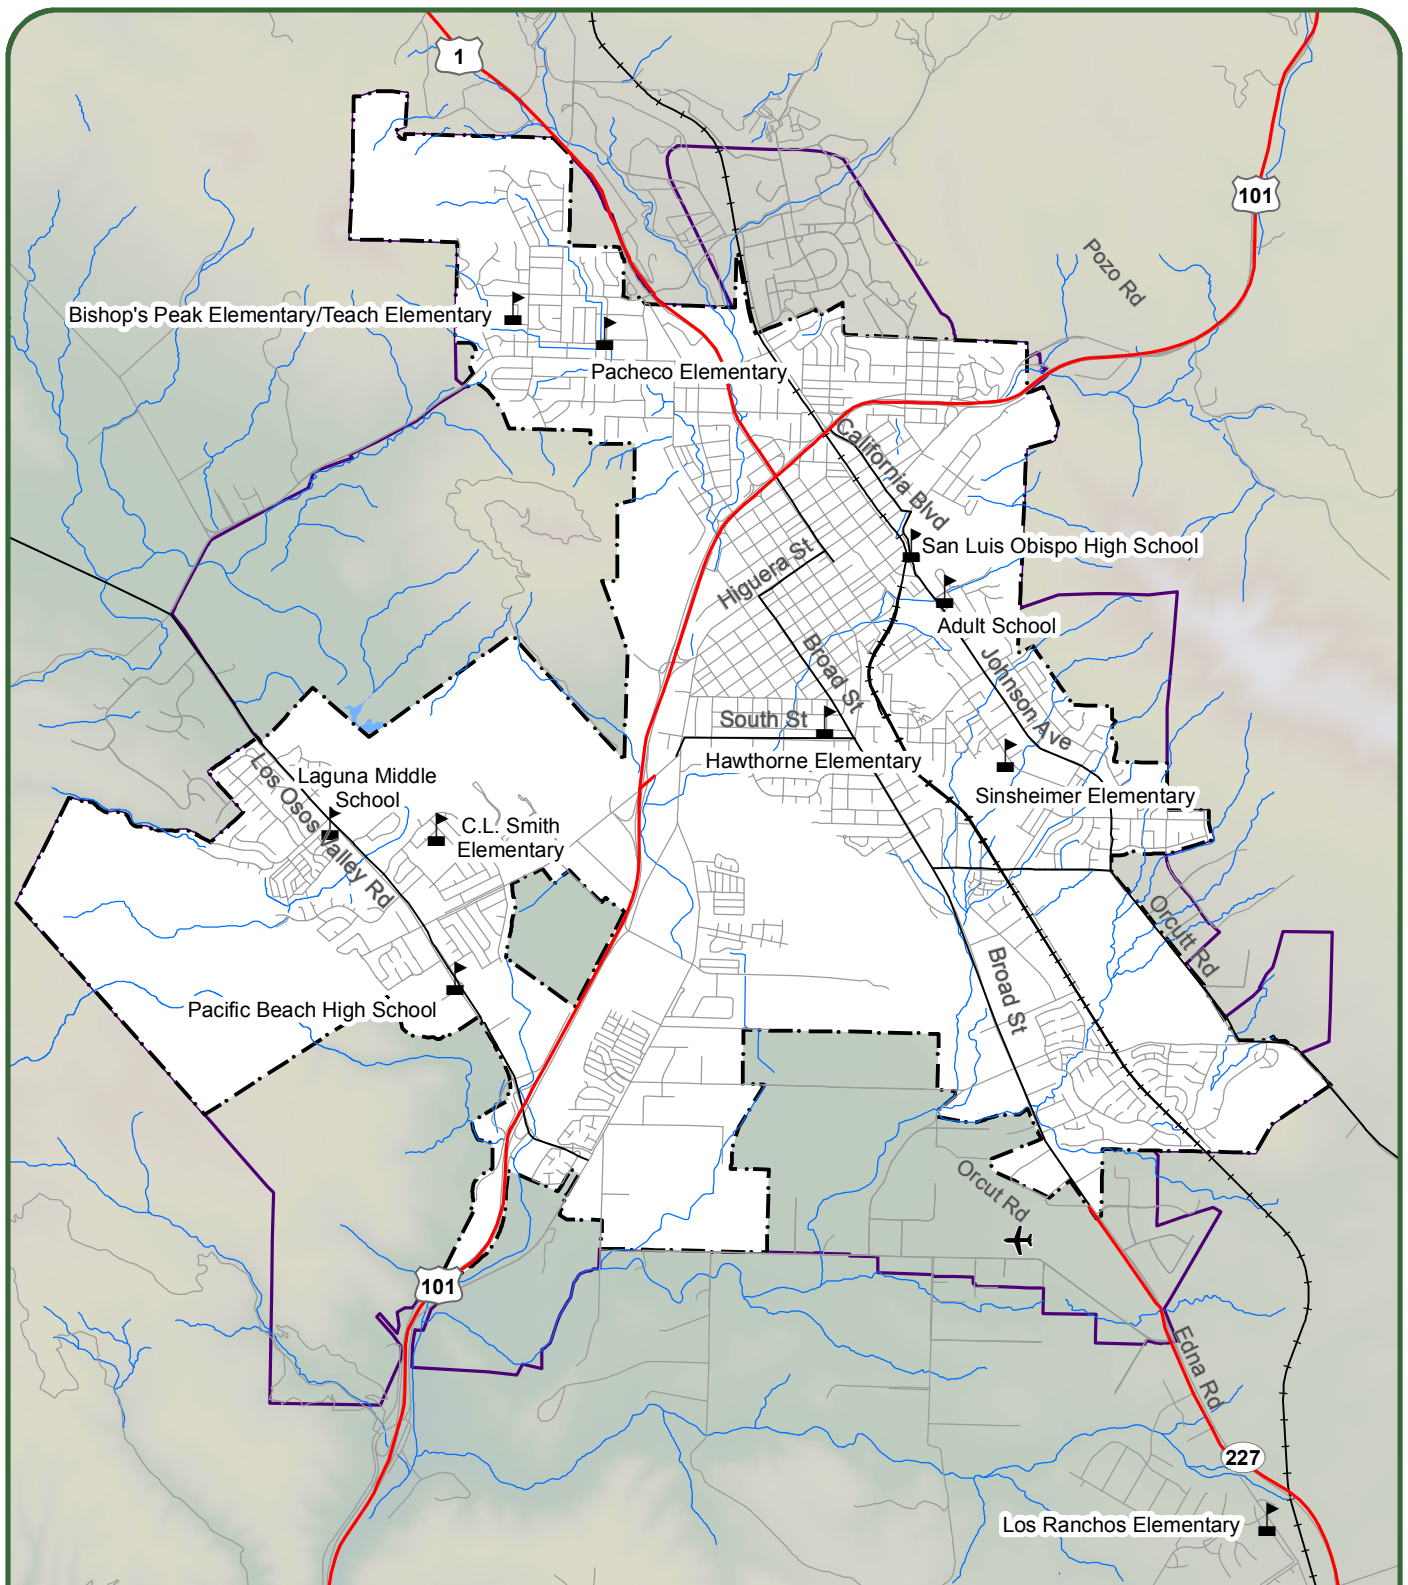 1
101
Pozo Rd
Bishop's Peak Elementary/Teach Elementary
Pacheco Elementary
California Blvd
San Luis Obispo High School
Higuera St
Adult School
Broad St
Johnson Ave
South St
Hawthorne Elementary
Sinsheimer Elementary
Los Osos Valley Rd
Laguna Middle
School
C.L. Smith
Elementary
Orcutt Rd
Broad St
Pacific Beach High School
Orcut Rd
101
Edna Rd
227
Los Ranchos Elementary